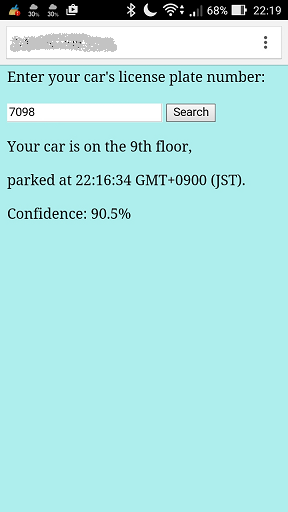 30% 30% 68% 22:19
Enter your car's license plate number:
7098 Search
Your car is on the 9th floor,
parked at 22:16:34 GMT+0900 (JST).
Confidence: 90.5%